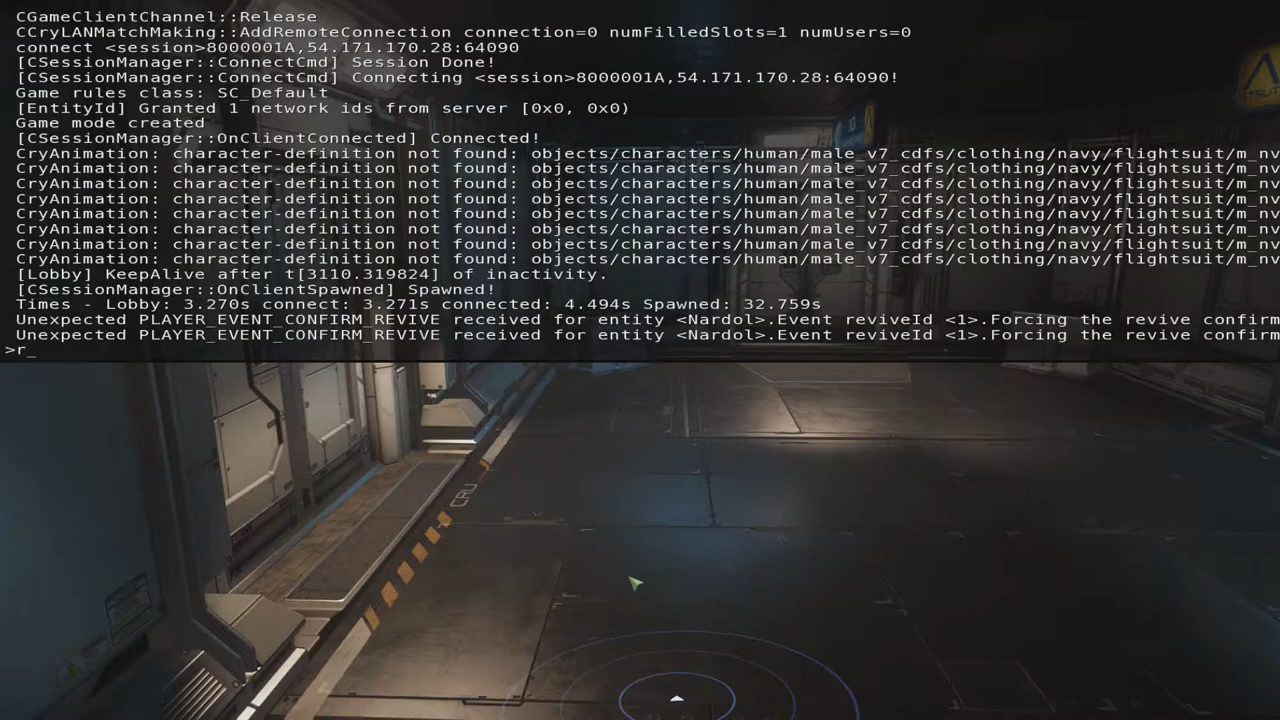 CGameClientChannel::Release
CCryLANMatchMaking::AddRemoteConnection connection=0 numFilledSlots=1 numUsers=0
connect <session>8000001A,54.171.170.28:64090
[CSessionManager::ConnectCmd] Session Done!
[CSessionManager::ConnectCmd] Connecting <session>8000001A,54.171.170.28:64090!
Game rules class: SC_Default
[EntityId] Granted 1 network ids from server [0x0, 0x0)
Game mode created
[CSessionManager::OnClientConnected] Connected!
CryAnimation: character-definition not found: objects/characters/human/male_v7_cdfs/clothing/navy/flightsuit/m_nv
CryAnimation: character-definition not found: objects/characters/human/male_v7_cdfs/clothing/navy/flightsuit/m_nv
CryAnimation: character-definition not found: objects/characters/human/male_v7_cdfs/clothing/navy/flightsuit/m_nv
CryAnimation: character-definition not found: objects/characters/human/male_v7_cdfs/clothing/navy/flightsuit/m_nv
CryAnimation: character-definition not found: objects/characters/human/male_v7_cdfs/clothing/navy/flightsuit/m_nv
CryAnimation: character-definition not found: objects/characters/human/male_v7_cdfs/clothing/navy/flightsuit/m_nv
CryAnimation: character-definition not found: objects/characters/human/male_v7_cdfs/clothing/navy/flightsuit/m_nv
CryAnimation: character-definition not found: objects/characters/human/male_v7_cdfs/clothing/navy/flightsuit/m_nv
[Lobby] KeepAlive after t[3110.319824] of inactivity.
[CSessionManager::OnClientSpawned] Spawned!
Times - Lobby: 3.270s connect: 3.271s connected: 4.494s Spawned: 32.759s
Unexpected PLAYER_EVENT_CONFIRM_REVIVE received for entity <Nardol>.Event reviveId <1>.Forcing the revive confirm
Unexpected PLAYER_EVENT_CONFIRM_REVIVE received for entity <Nardol>.Event reviveId <1>.Forcing the revive confirm
>r_
CRU